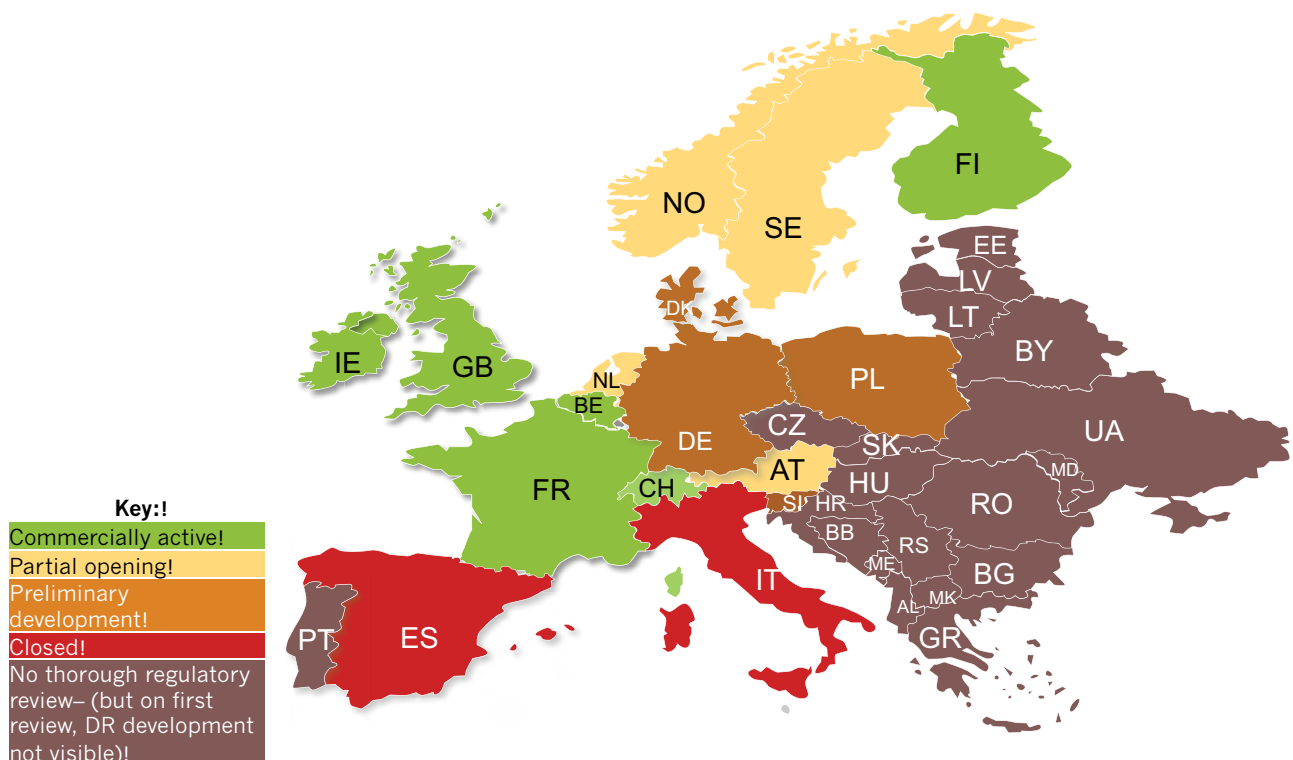 FI
NO
SE
EE
LV
LT
DK
BY
IE
GB
NL
PL
BE
CZ
UA
DE
SK
AT
MD
FR
CH
HU
SI
HR
RO
BB
RS
ME
BG
IT
AL
MK
GR
PT
ES
Key:!
Commercially active!
Partial opening!
Preliminary
development!
Closed!
No thorough regulatory
review– (but on first
review, DR development
not visible)!